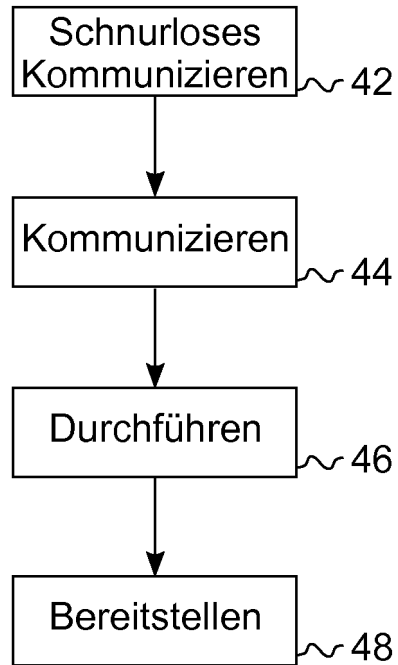 Schnurloses
Kommunizieren
42
Kommunizieren
44
Durchführen
46
Bereitstellen
48